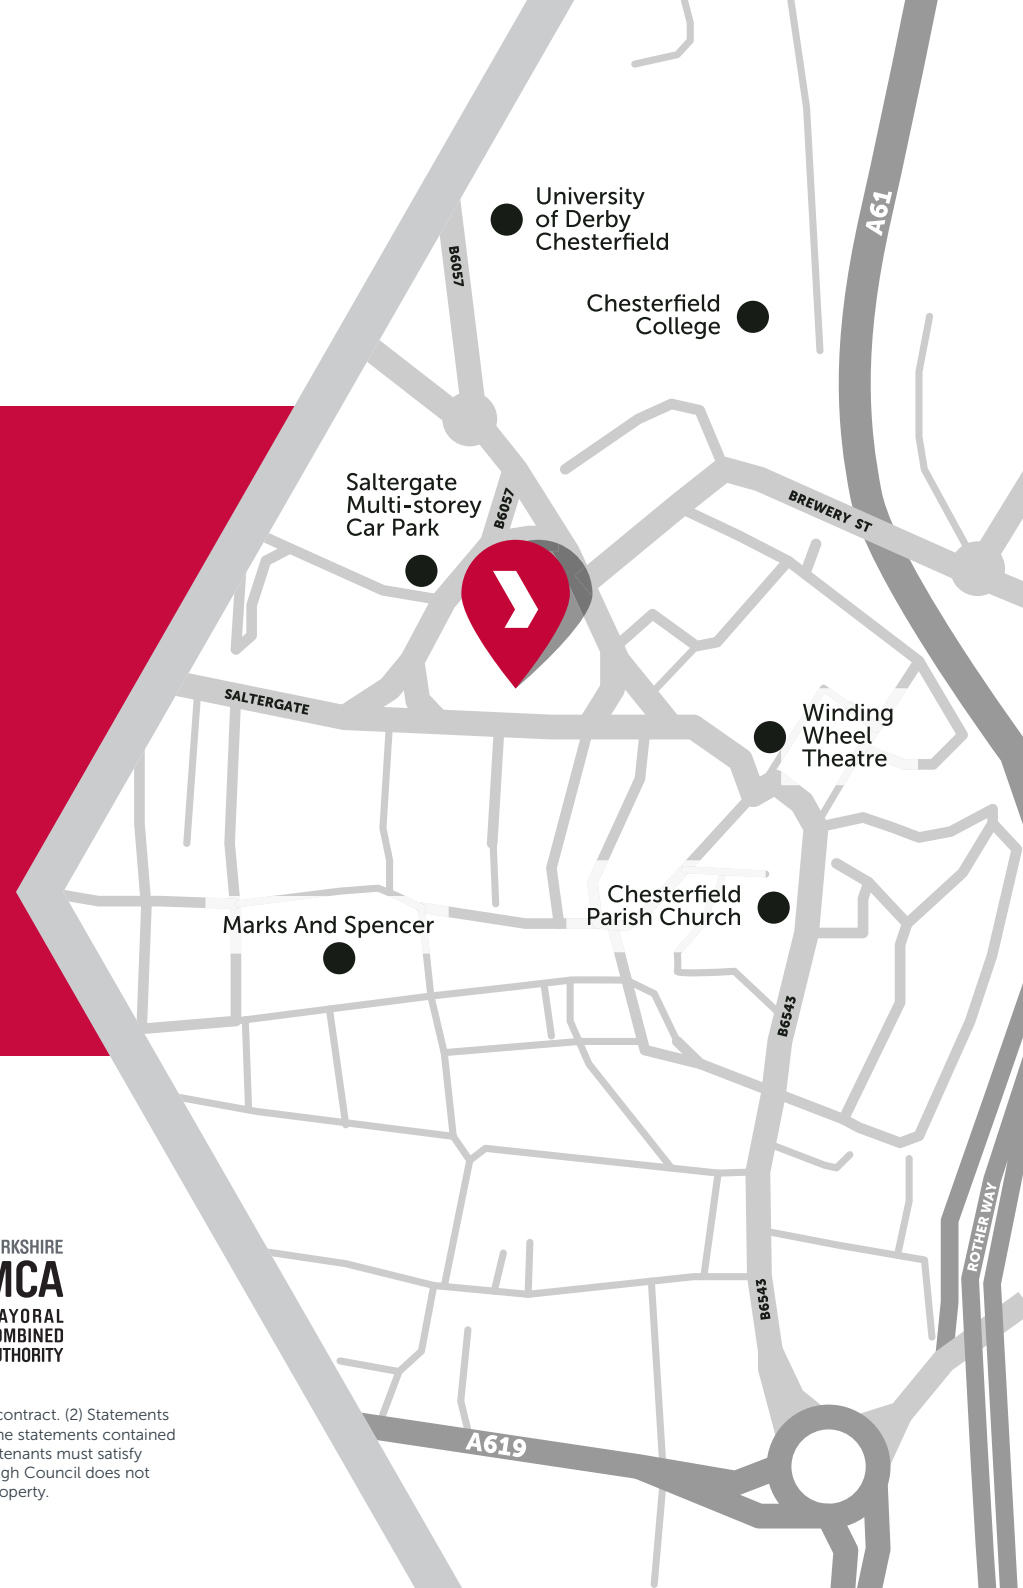 A61
University
of Derby
Chesterfield
B6057
Chesterfield
College
Saltergate
Multi-storey
Car Park
B6057
BREWERY ST
SALTERGATE
Winding
Wheel
Theatre
Chesterfield
Parish Church
Marks And Spencer
B6543
ROTHER WAY
B6543
RKSHIRE
MCA
AYORAL
OMBINED
UTHORITY
contract. (2) Statements
ne statements contained
tenants must satisfy
gh Council does not
operty.
A619